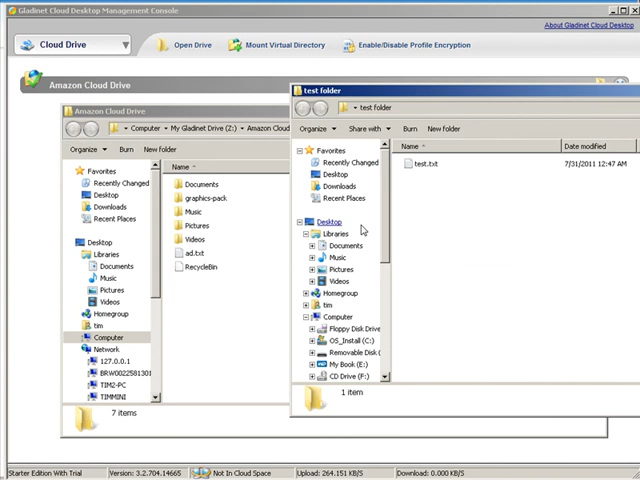 Gladinet Cloud Desktop Management Console
About Gladinet Cloud Desktop
Cloud Drive
Open Drive
Mount Virtual Directory
Enable/Disable Profile Encryption
Amazon Cloud Drive
Amazon Cloud Drive
Computer
My Gladinet Drive (Z:)
Amazon Cloud
Organize
Burn
New folder
Favorites
Recently Changed
Desktop
Downloads
Recent Places
Desktop
Libraries
Documents
Music
Pictures
Videos
Homegroup
tim
Computer
Network
127.0.0.1
BRW0022581301
TIM2-PC
TIMMINI
Name
Documents
graphics-pack
Music
Pictures
Videos
ad.txt
RecycleBin
7 items
test folder
test folder
Organize
Share with
Burn
New folder
Favorites
Recently Changed
Desktop
Downloads
Recent Places
Desktop
Libraries
Documents
Music
Pictures
Videos
Homegroup
tim
Computer
Floppy Disk Drive
OS_Install (C:)
Removable Disk (
My Book (E:)
CD Drive (F:)
Name
Date modified
test.txt
7/31/2011 12:47 AM
1 item
Starter Edition With Trial
Version: 3.2.704.14665
Not In Cloud Space
Upload: 264.151 KB/S
Download: 0.000 KB/S